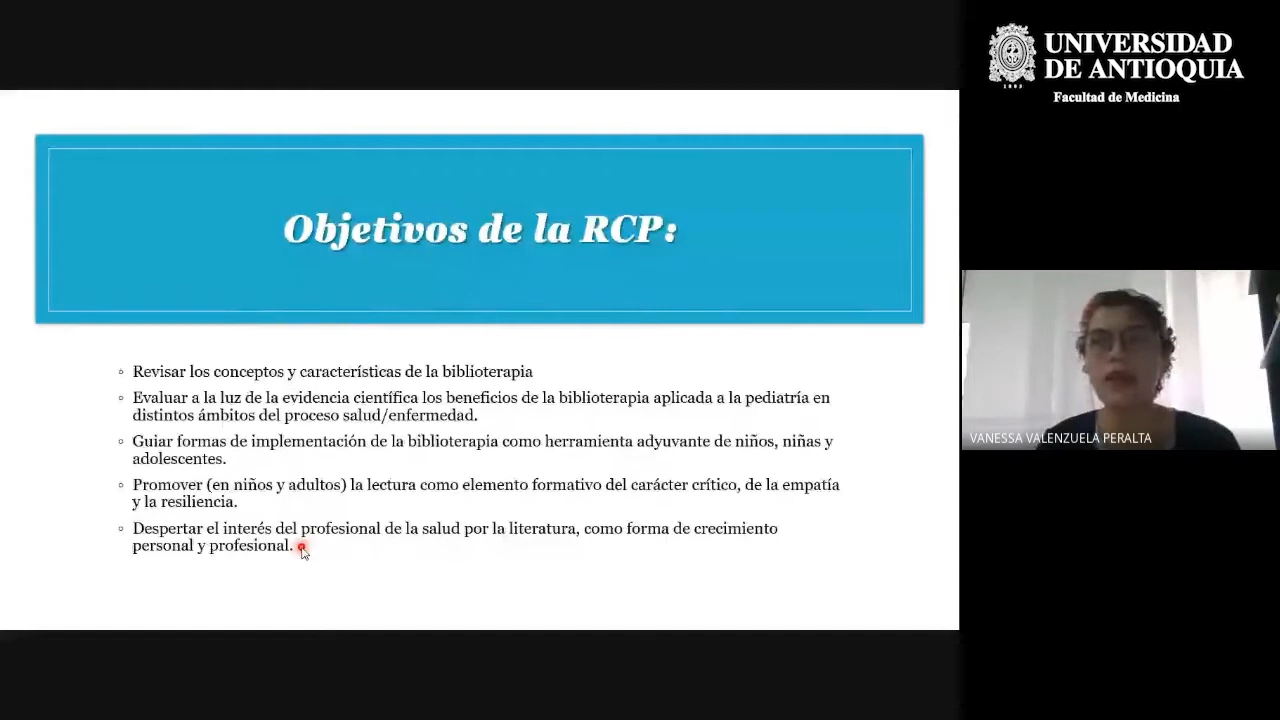 UNIVERSIDAD
DE ANTIOQUIA
1803
Facultad de Medicina
Objetivos de la RCP:
◦ Revisar los conceptos y características de la biblioterapia
◦ Evaluar a la luz de la evidencia científica los beneficios de la biblioterapia aplicada a la pediatría en
distintos ámbitos del proceso salud/enfermedad.
◦ Guiar formas de implementación de la biblioterapia como herramienta adyuvante de niños, niñas y
adolescentes.
◦ Promover (en niños y adultos) la lectura como elemento formativo del carácter crítico, de la empatía
y la resiliencia.
◦ Despertar el interés del profesional de la salud por la literatura, como forma de crecimiento
personal y profesional.
VANESSA VALENZUELA PERALTA